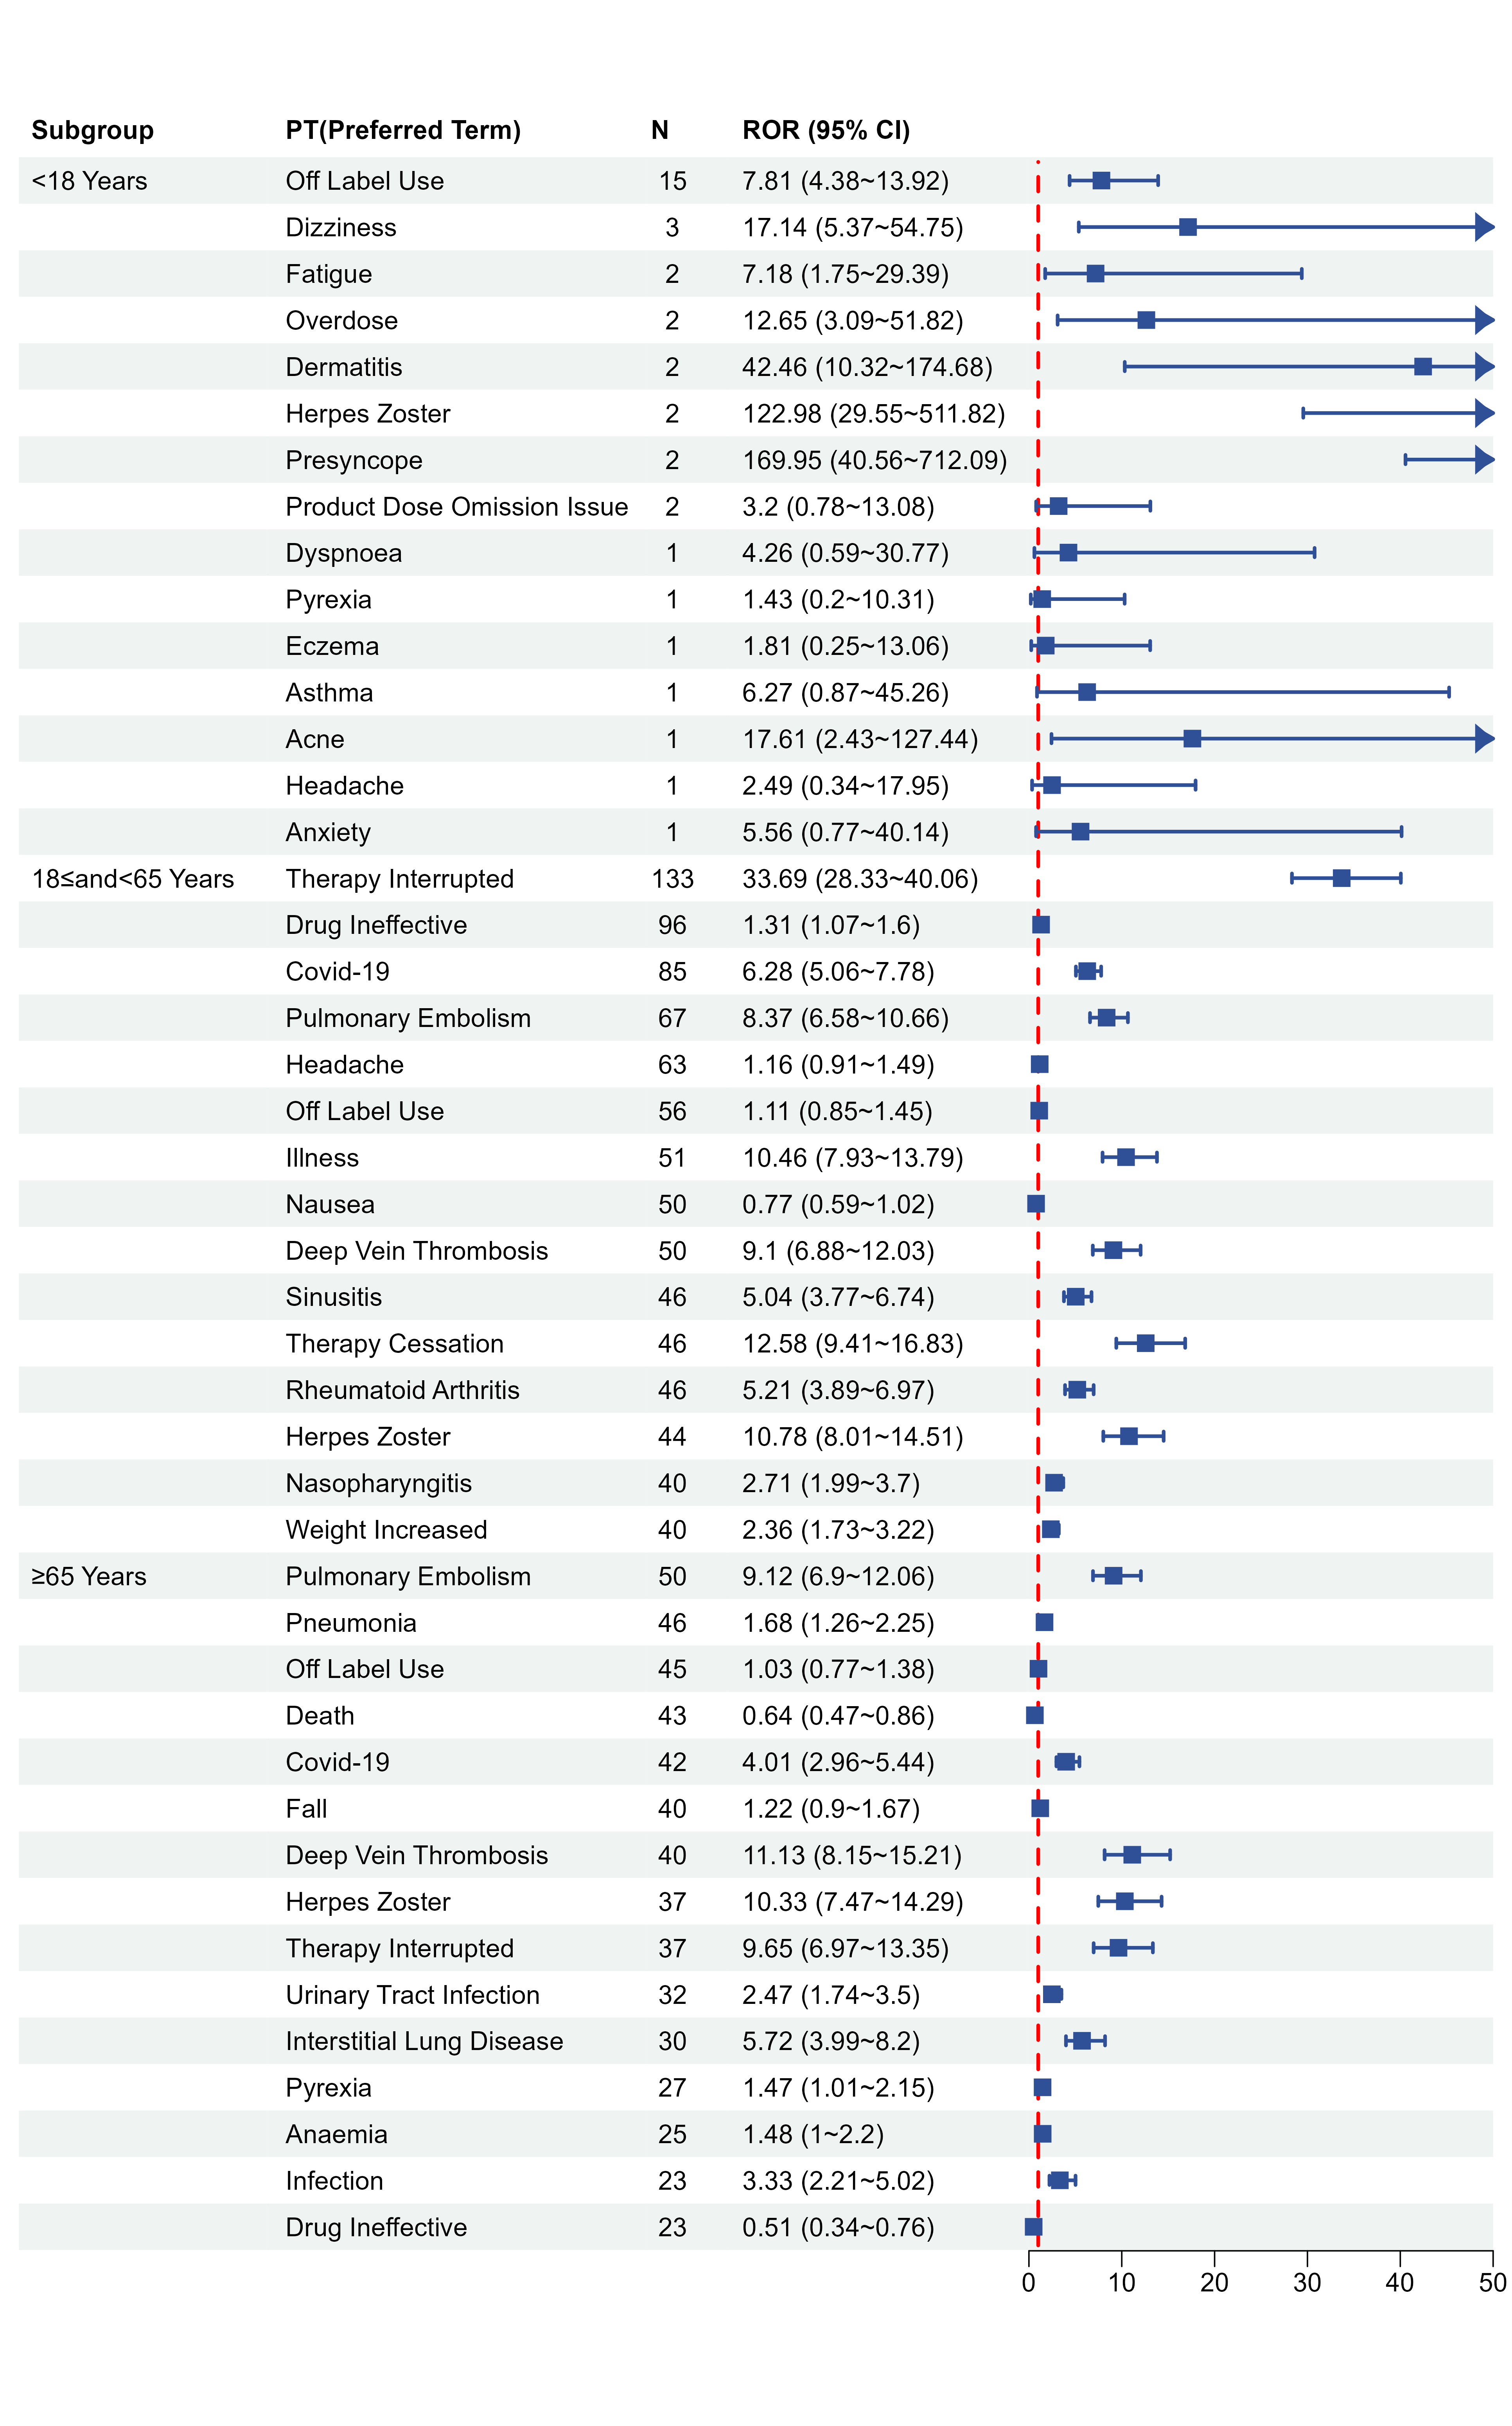 Subgroup PT(Preferred Term) N ROR (95% CI)
<18 Years Off Label Use 15 7.81 (4.38~13.92)
Dizziness 3 17.14 (5.37~54.75)
Fatigue 2 7.18 (1.75~29.39)
Overdose 2 12.65 (3.09~51.82)
Dermatitis 2 42.46 (10.32~174.68)
Herpes Zoster 2 122.98 (29.55~511.82)
Presyncope 2 169.95 (40.56~712.09)
Product Dose Omission Issue 2 3.2 (0.78~13.08)
Dyspnoea 1 4.26 (0.59~30.77)
Pyrexia 1 1.43 (0.2~10.31)
Eczema 1 1.81 (0.25~13.06)
Asthma 1 6.27 (0.87~45.26)
Acne 1 17.61 (2.43~127.44)
Headache 1 2.49 (0.34~17.95)
Anxiety 1 5.56 (0.77~40.14)
18≤and<65 Years Therapy Interrupted 133 33.69 (28.33~40.06)
Drug Ineffective 96 1.31 (1.07~1.6)
Covid-19 85 6.28 (5.06~7.78)
Pulmonary Embolism 67 8.37 (6.58~10.66)
Headache 63 1.16 (0.91~1.49)
Off Label Use 56 1.11 (0.85~1.45)
Illness 51 10.46 (7.93~13.79)
Nausea 50 0.77 (0.59~1.02)
Deep Vein Thrombosis 50 9.1 (6.88~12.03)
Sinusitis 46 5.04 (3.77~6.74)
Therapy Cessation 46 12.58 (9.41~16.83)
Rheumatoid Arthritis 46 5.21 (3.89~6.97)
Herpes Zoster 44 10.78 (8.01~14.51)
Nasopharyngitis 40 2.71 (1.99~3.7)
Weight Increased 40 2.36 (1.73~3.22)
≥65 Years Pulmonary Embolism 50 9.12 (6.9~12.06)
Pneumonia 46 1.68 (1.26~2.25)
Off Label Use 45 1.03 (0.77~1.38)
Death 43 0.64 (0.47~0.86)
Covid-19 42 4.01 (2.96~5.44)
Fall 40 1.22 (0.9~1.67)
Deep Vein Thrombosis 40 11.13 (8.15~15.21)
Herpes Zoster 37 10.33 (7.47~14.29)
Therapy Interrupted 37 9.65 (6.97~13.35)
Urinary Tract Infection 32 2.47 (1.74~3.5)
Interstitial Lung Disease 30 5.72 (3.99~8.2)
Pyrexia 27 1.47 (1.01~2.15)
Anaemia 25 1.48 (1~2.2)
Infection 23 3.33 (2.21~5.02)
Drug Ineffective 23 0.51 (0.34~0.76)
0 10 20 30 40 50